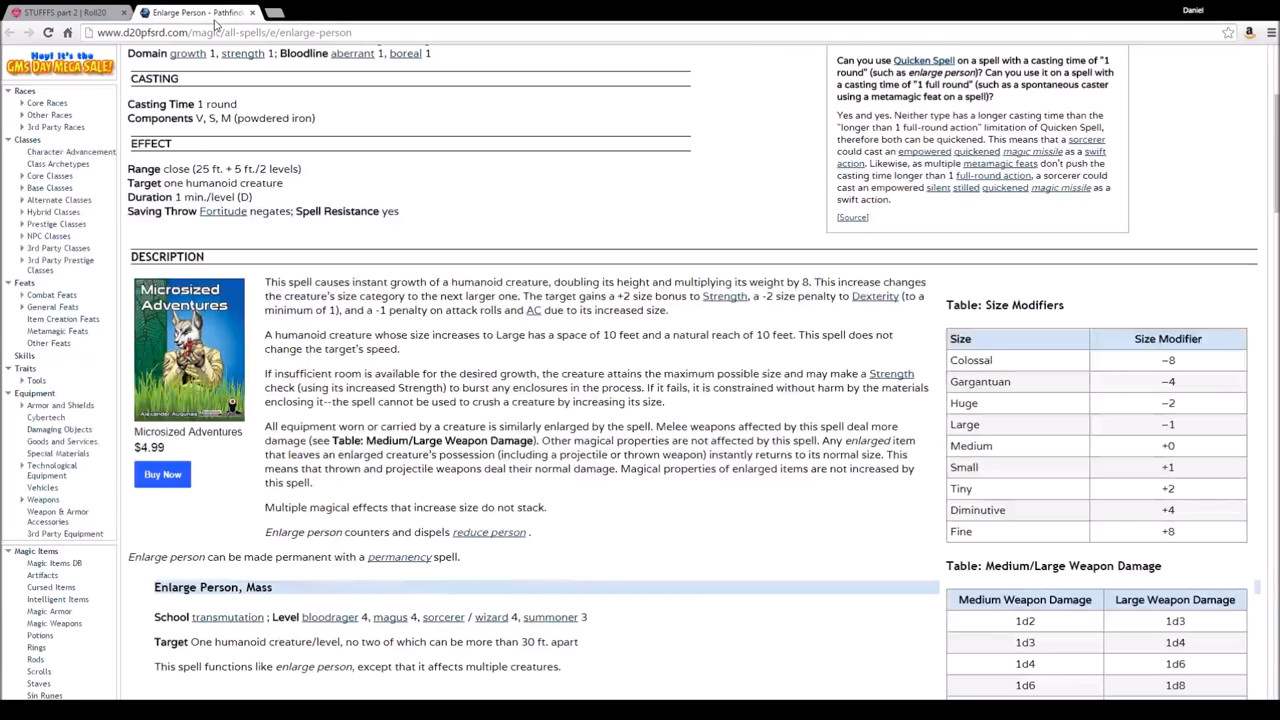 STUFFFS part 2 | Roll20
Enlarge Person - Pathfind
Daniel
www.d20pfsrd.com/magic/all-spells/e/enlarge-person
Hey! It's the
GMS DAY MEGA SALE!
Races
Core Races
Other Races
3rd Party Races
Classes
Character Advancement
Class Archetypes
Core Classes
Base Classes
Alternate Classes
Hybrid Classes
Prestige Classes
NPC Classes
3rd Party Classes
3rd Party Prestige
Classes
Feats
Combat Feats
General Feats
Item Creation Feats
Metamagic Feats
Other Feats
Skills
Traits
Tools
Equipment
Armor and Shields
Cybertech
Damaging Objects
Goods and Services,
Special Materials
Technological
Equipment
Vehicles
Weapons
Weapon & Armor
Accessories
3rd Party Equipment
Magic Items
Magic Items DB
Artifacts
Cursed Items
Intelligent Items
Magic Armor
Magic Weapons
Potions
Rings
Rods
Scrolls
Staves
Sin Runes
Domain growth 1, strength 1; Bloodline aberrant 1, boreal 1
CASTING
Casting Time 1 round
Components V, S, M (powdered iron)
EFFECT
Range close (25 ft. + 5 ft./2 levels)
Target one humanoid creature
Duration 1 min./level (D)
Saving Throw Fortitude negates; Spell Resistance yes
Can you use Quicken Spell on a spell with a casting time of "1
round" (such as enlarge person)? Can you use it on a spell with
a casting time of "1 full round" (such as a spontaneous caster
using a metamagic feat on a spell)?
Yes and yes. Neither type has a longer casting time than the
"longer than 1 full-round action" limitation of Quicken Spell,
therefore both can be quickened. This means that a sorcerer
could cast an empowered quickened magic missile as a swift
action. Likewise, as multiple metamagic feats don't push the
casting time longer than 1 full-round action, a sorcerer could
cast an empowered silent stilled quickened magic missile as a
swift action.
[Source]
DESCRIPTION
Microsized
Adventures
Alexander Augunas
Microsized Adventures
$4.99
Buy Now
This spell causes instant growth of a humanoid creature, doubling its height and multiplying its weight by 8. This increase changes
the creature's size category to the next larger one. The target gains a +2 size bonus to Strength, a -2 size penalty to Dexterity (to a
minimum of 1), and a -1 penalty on attack rolls and AC due to its increased size.
A humanoid creature whose size increases to Large has a space of 10 feet and a natural reach of 10 feet. This spell does not
change the target's speed.
If insufficient room is available for the desired growth, the creature attains the maximum possible size and may make a Strength
check (using its increased Strength) to burst any enclosures in the process. If it fails, it is constrained without harm by the materials
enclosing it--the spell cannot be used to crush a creature by increasing its size.
All equipment worn or carried by a creature is similarly enlarged by the spell. Melee weapons affected by this spell deal more
damage (see Table: Medium/Large Weapon Damage). Other magical properties are not affected by this spell. Any enlarged item
that leaves an enlarged creature's possession (including a projectile or thrown weapon) instantly returns to its normal size. This
means that thrown and projectile weapons deal their normal damage. Magical properties of enlarged items are not increased by
this spell.
Multiple magical effects that increase size do not stack.
Enlarge person counters and dispels reduce person .
Enlarge person can be made permanent with a permanency spell.
Enlarge Person, Mass
School transmutation ; Level bloodrager 4, magus 4, sorcerer / wizard 4, summoner 3
Target One humanoid creature/level, no two of which can be more than 30 ft. apart
This spell functions like enlarge person, except that it affects multiple creatures.
Table: Size Modifiers
Size Size Modifier
Colossal −8
Gargantuan −4
Huge −2
Large −1
Medium +0
Small +1
Tiny +2
Diminutive +4
Fine +8
Table: Medium/Large Weapon Damage
Medium Weapon Damage Large Weapon Damage
1d2 1d3
1d3 1d4
1d4 1d6
1d6 1d8